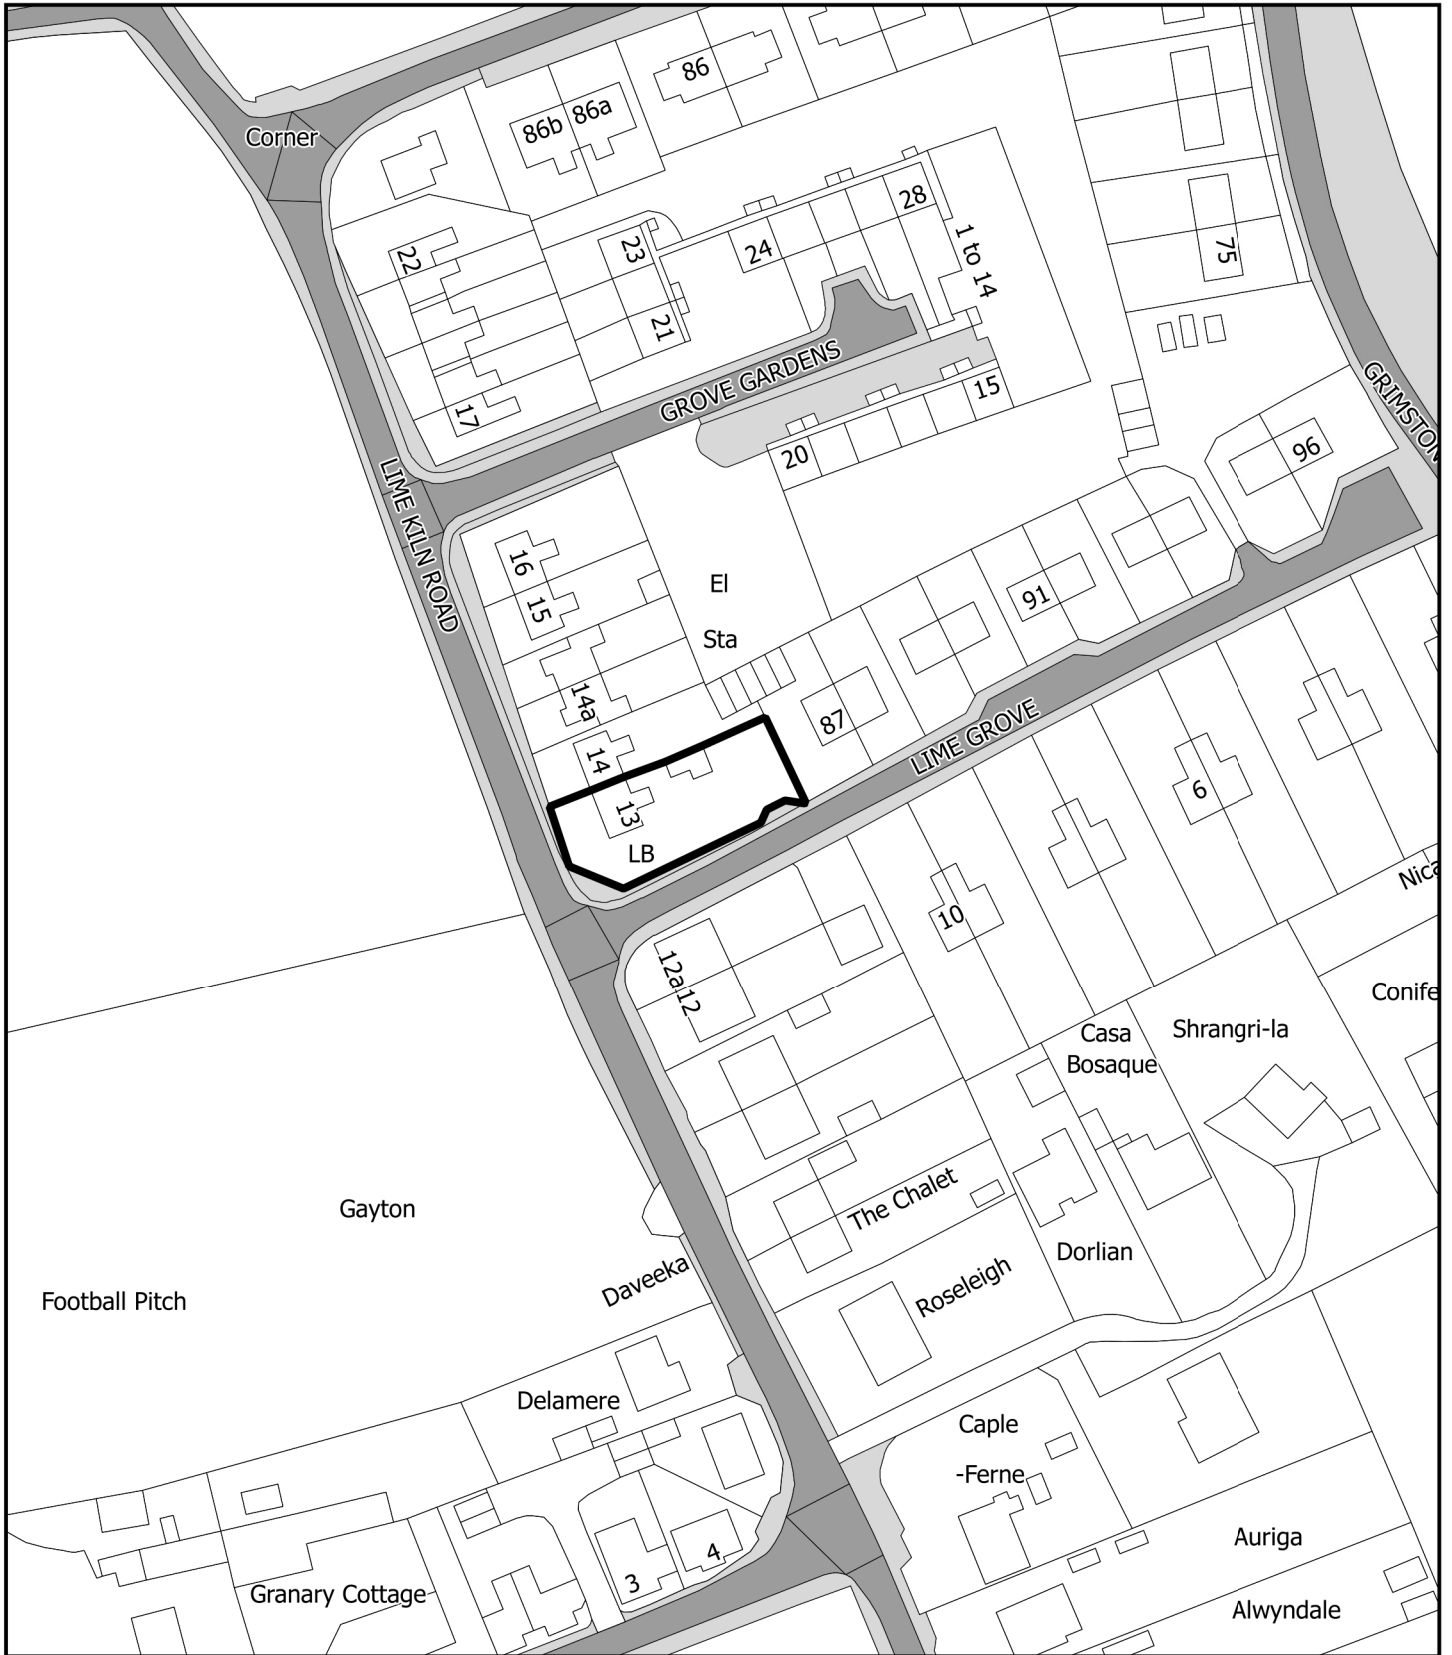 86
86b
86a
Corner
28
1 to 14
22
23
24
75
21
GROVE GARDENS
15
GRIMSTON
17
20
96
LIME KILN ROAD
16
15
El
Sta
91
14a
87
14
LIME GROVE
13
LB
6
10
Nica
12a
12
Conife
Casa
Bosaque
Shrangri-la
Gayton
The Chalet
Dorlian
Daveeka
Roseleigh
Football Pitch
Delamere
Caple
-Ferne
Auriga
4
3
Granary Cottage
Alwyndale